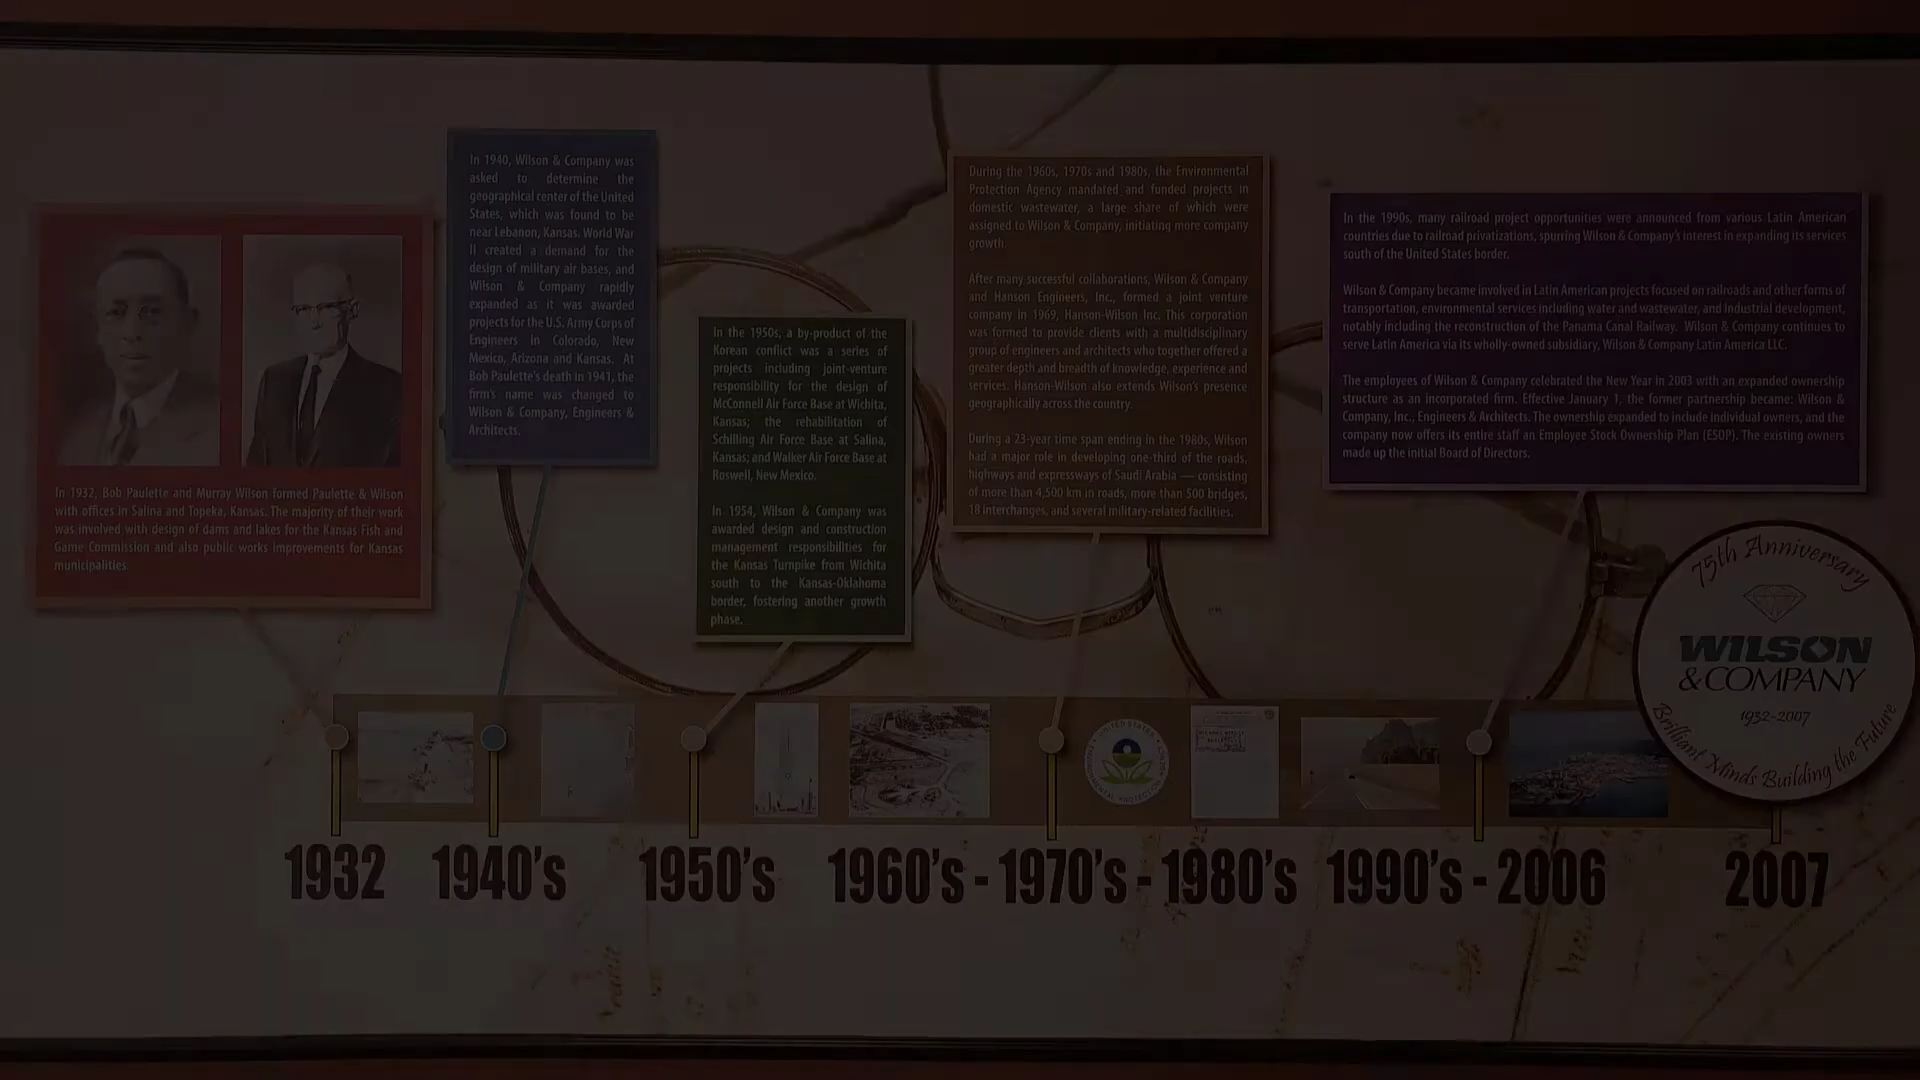 In 1932, Bob Paulette and Murray Wilson formed Paulette & Wilson
with offices in Salina and Topeka, Kansas. The majority of their work
was involved with design of dams and lakes for the Kansas Fish and
Game Commission and also public works improvements for Kansas
municipalities
In 1940, Wilson & Company was
asked to determine the
geographical center of the United
States, which was found to be
near Lebanon, Kansas. World War
II created a demand for the
design of military air bases, and
Wilson & Company rapidly
expanded as it was awarded
projects for the U.S. Army Corps of
Engineers in Colorado, New
Mexico, Arizona and Kansas. At
Bob Paulette's death in 1941, the
firm's name was changed to
Wilson & Company, Engineers &
Architects.
In the 1950s, a by-product of the
Korean conflict was a series of
projects including joint-venture
responsibility for the design of
McConnell Air Force Base at Wichita,
Kansas; the rehabilitation of
Schilling Air Force Base at Salina,
Kansas; and Walker Air Force Base at
Roswell, New Mexico.
In 1954, Wilson & Company was
awarded design and construction
management responsibilities for
the Kansas Turnpike from Wichita
south to the Kansas-Oklahoma
border, fostering another growth
phase.
During the 1960s, 1970s and 1980s, the Environmental
Protection Agency mandated and funded projects in
domestic wastewater, a large share of which were
assigned to Wilson & Company, initiating more company
growth.
After many successful collaborations, Wilson & Company
and Hanson Engineers, Inc., formed a joint venture
company in 1969, Hanson-Wilson Inc. This corporation
was formed to provide clients with a multidisciplinary
group of engineers and architects who together offered a
greater depth and breadth of knowledge, experience and
services. Hanson-Wilson also extends Wilson's presence
geographically across the country.
During a 23-year time span ending in the 1980s, Wilson
had a major role in developing one-third of the roads,
highways and expressways of Saudi Arabia — consisting
of more than 4,500 km in roads, more than 500 bridges,
18 interchanges, and several military-related facilities.
In the 1990s, many railroad project opportunities were announced from various Latin American
countries due to railroad privatizations, spurring Wilson & Company's interest in expanding its services
south of the United States border.
Wilson & Company became involved in Latin American projects focused on railroads and other forms of
transportation, environmental services including water and wastewater, and industrial development,
notably including the reconstruction of the Panama Canal Railway. Wilson & Company continues to
serve Latin America via its wholly-owned subsidiary, Wilson & Company Latin America LLC.
The employees of Wilson & Company celebrated the New Year in 2003 with an expanded ownership
structure as an incorporated firm. Effective January 1, the former partnership became: Wilson &
Company, Inc., Engineers & Architects. The ownership expanded to include individual owners, and the
company now offers its entire staff an Employee Stock Ownership Plan (ESOP). The existing owners
made up the initial Board of Directors.
75th Anniversary
WILSON
& COMPANY
1932-2007
Brilliant Minds Building the Future
1932 1940's 1950's 1960's - 1970's - 1980's 1990's - 2006 2007